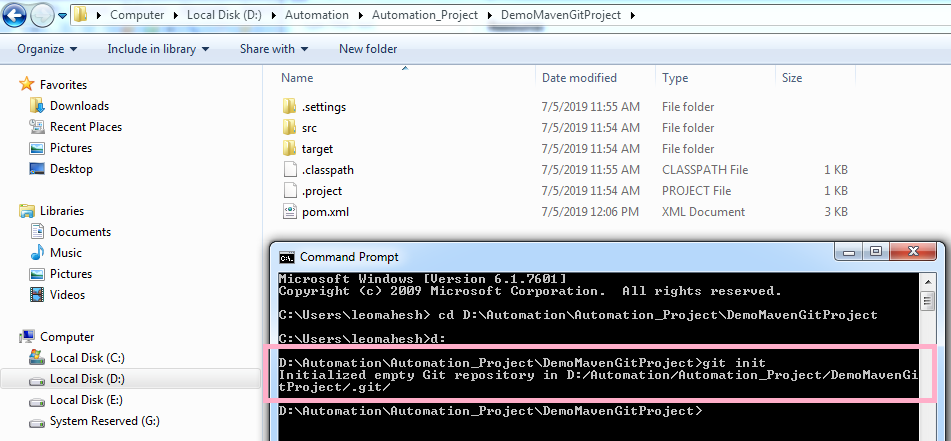 Computer Local Disk (D:) Automation Automation_Project DemoMavenGitProject
Organize Include in library Share with New folder
Name Date modified Type Size
Favorites
Downloads
Recent Places
Pictures
Desktop
Libraries
Documents
Music
Pictures
Videos
Computer
Local Disk (C:)
Local Disk (D:)
Local Disk (E:)
System Reserved (G:)
.settings 7/5/2019 11:55 AM File folder
src 7/5/2019 11:54 AM File folder
target 7/5/2019 11:54 AM File folder
.classpath 7/5/2019 11:55 AM CLASSPATH File 1 KB
.project 7/5/2019 11:54 AM PROJECT File 1 KB
pom.xml 7/5/2019 12:06 PM XML Document 3 KB
Command Prompt
Microsoft Windows [Version 6.1.7601]
Copyright (c) 2009 Microsoft Corporation. All rights reserved.
C:\Users\leomahesh> cd D:\Automation\Automation_Project\DemoMavenGitProject
C:\Users\leomahesh>d:
D:\Automation\Automation_Project\DemoMavenGitProject>git init
Initialized empty Git repository in D:/Automation/Automation_Project/DemoMavenGi
tProject/.git/
D:\Automation\Automation_Project\DemoMavenGitProject>